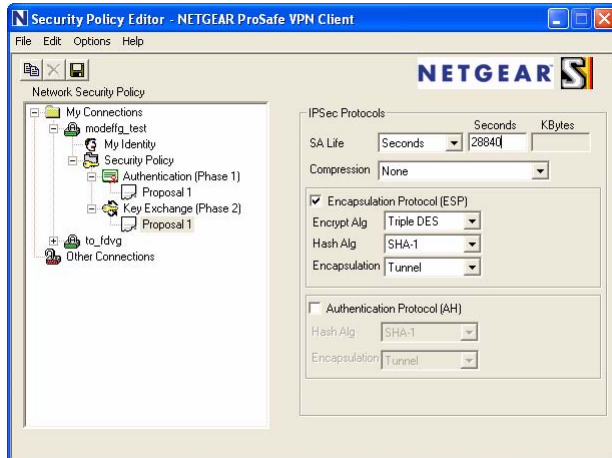 Security Policy Editor - NETGEAR ProSafe VPN Client
File Edit Options Help
NETGEAR
Network Security Policy
My Connections
modeffg_test
My Identity
Security Policy
Authentication (Phase 1)
Proposal 1
Key Exchange (Phase 2)
Proposal 1
to_fdvg
Other Connections
IPSec Protocols
Seconds KBytes
SA Life Seconds 28840
Compression None
Encapsulation Protocol (ESP)
Encrypt Alg Triple DES
Hash Alg SHA-1
Encapsulation Tunnel
Authentication Protocol (AH)
Hash Alg SHA-1
Encapsulation Tunnel